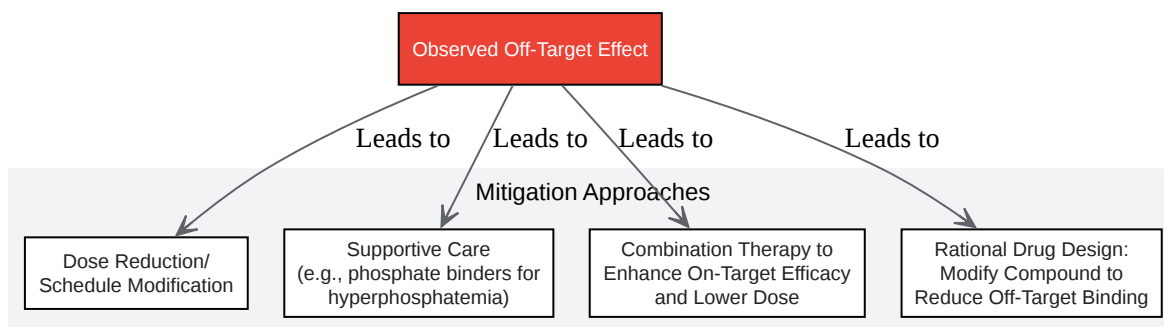 Observed Off-Target Effect
Leads to
Leads to
Leads to
Leads to
Mitigation Approaches
Dose Reduction/
Schedule Modification
Supportive Care
(e.g., phosphate binders for
hyperphosphatemia)
Combination Therapy to
Enhance On-Target Efficacy
and Lower Dose
Rational Drug Design:
Modify Compound to
Reduce Off-Target Binding